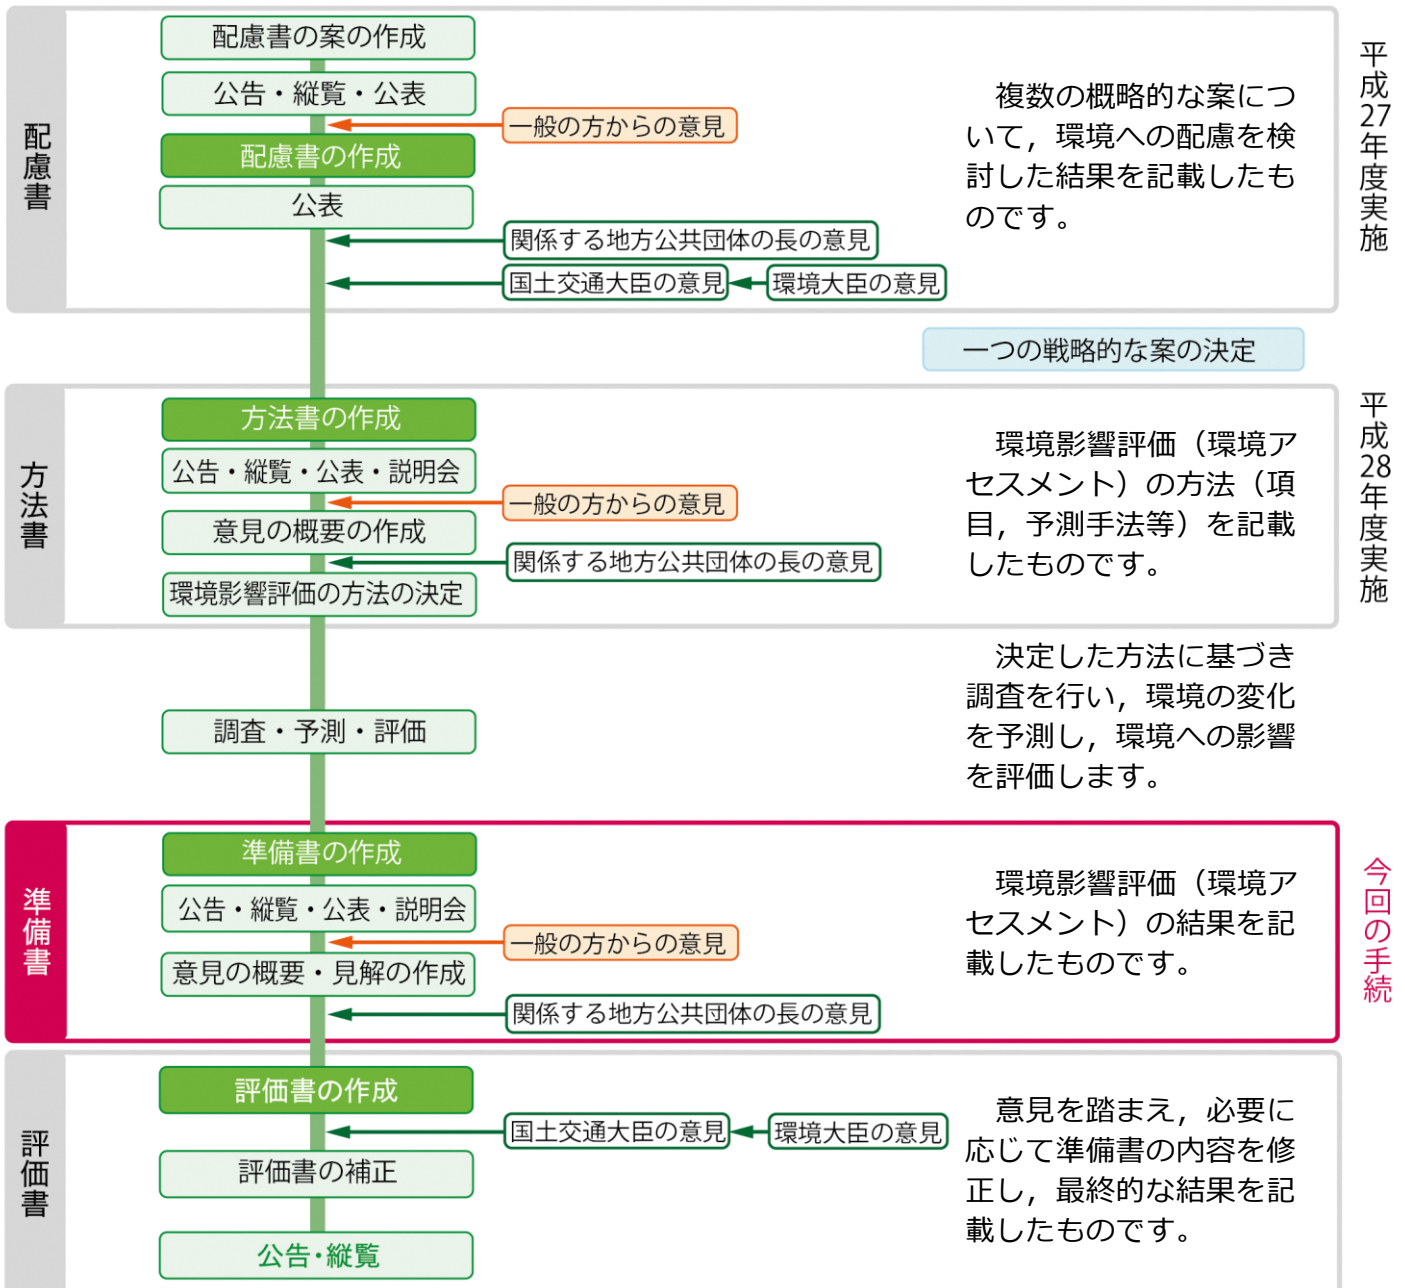 配慮書
配慮書の案の作成
公告・縦覧・公表
一般の方からの意見
配慮書の作成
公表
関係する地方公共団体の長の意見
国土交通大臣の意見
環境大臣の意見
複数の概略的な案につ
いて，環境への配慮を検
討した結果を記載したも
のです。
平成27年度実施
一つの戦略的な案の決定
方法書
方法書の作成
公告・縦覧・公表・説明会
一般の方からの意見
意見の概要の作成
関係する地方公共団体の長の意見
環境影響評価の方法の決定
環境影響評価（環境ア
セスメント）の方法（項
目，予測手法等）を記載
したものです。
平成28年度実施
調査・予測・評価
決定した方法に基づき
調査を行い，環境の変化
を予測し，環境への影響
を評価します。
準備書
準備書の作成
公告・縦覧・公表・説明会
一般の方からの意見
意見の概要・見解の作成
関係する地方公共団体の長の意見
環境影響評価（環境ア
セスメント）の結果を記
載したものです。
今回の手続
評価書
評価書の作成
国土交通大臣の意見
環境大臣の意見
評価書の補正
公告・縦覧
意見を踏まえ，必要に
応じて準備書の内容を修
正し，最終的な結果を記
載したものです。